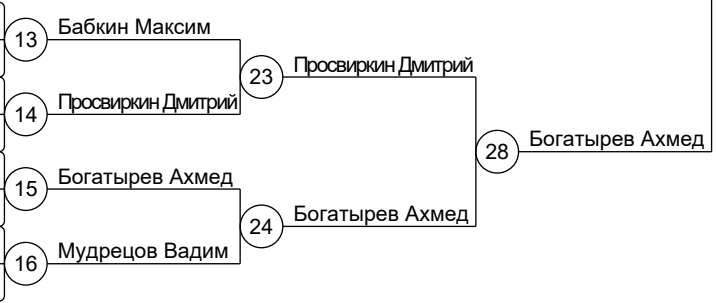 13 Бабкин Максим
23 Просвиркин Дмитрий
14 Просвиркин Дмитрий
28 Богатырев Ахмед
15 Богатырев Ахмед
24 Богатырев Ахмед
16 Мудрецов Вадим